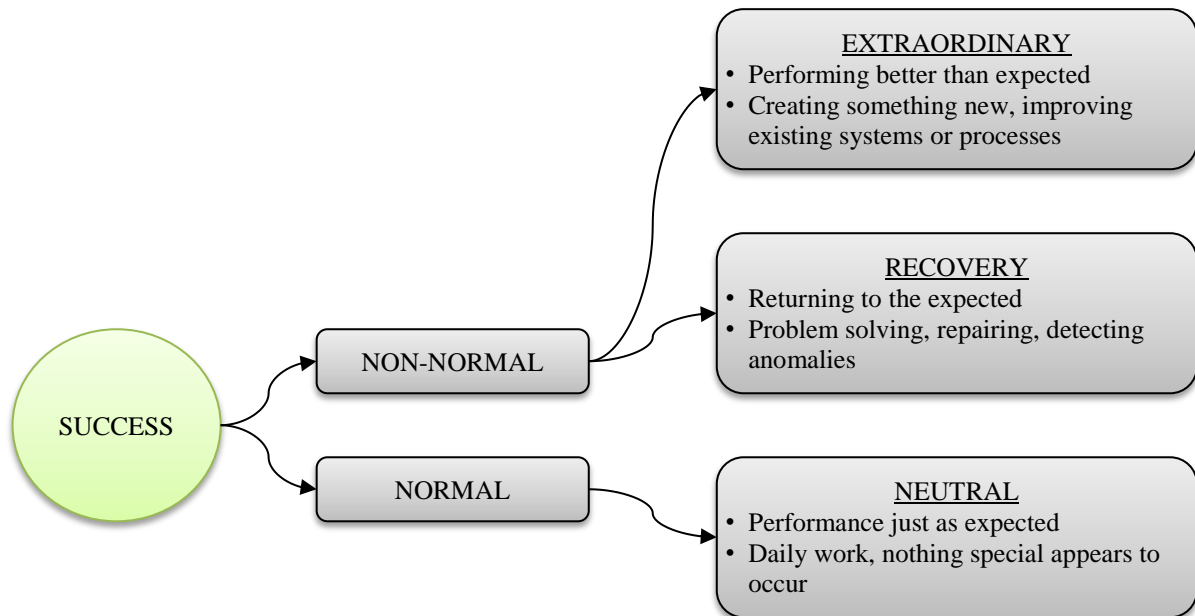 SUCCESS
NON-NORMAL
NORMAL
EXTRAORDINARY
• Performing better than expected
• Creating something new, improving
existing systems or processes
RECOVERY
• Returning to the expected
• Problem solving, repairing, detecting
anomalies
NEUTRAL
• Performance just as expected
• Daily work, nothing special appears to
occur